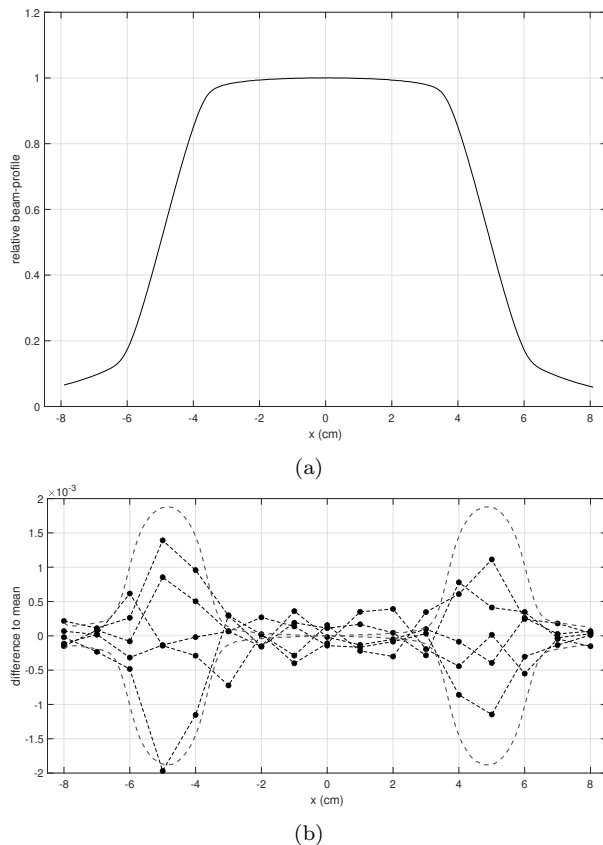 1.2
1
0.8
0.6
0.4
0.2
0
relative beam-profile
-8 -6 -4 -2 0 2 4 6 8
x (cm)
(a)
×10⁻³
2
1.5
1
0.5
0
-0.5
-1
-1.5
-2
difference to mean
-8 -6 -4 -2 0 2 4 6 8
x (cm)
(b)